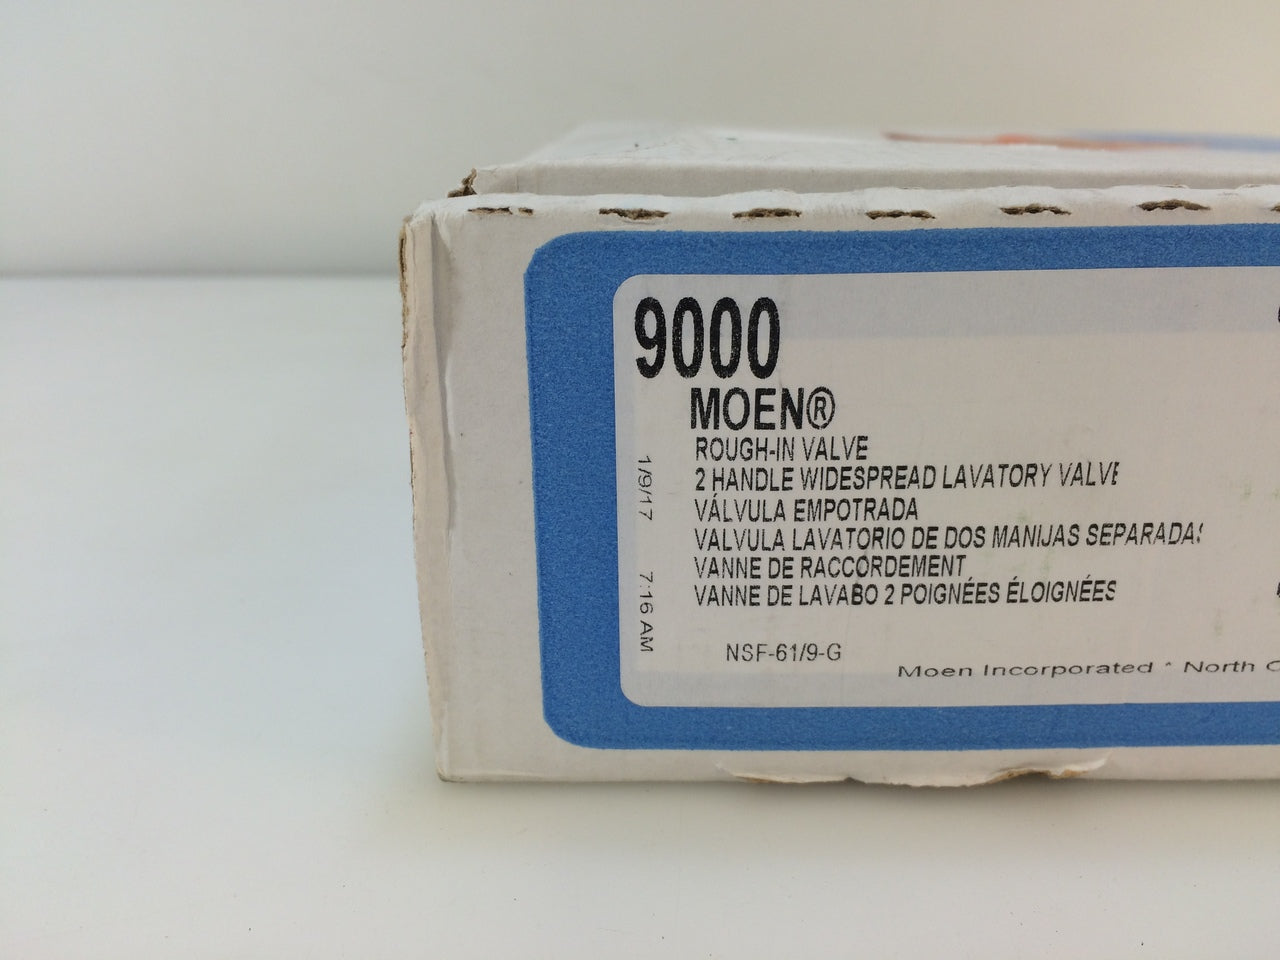 9000
MOEN®
ROUGH-IN VALVE
2 HANDLE WIDESPREAD LAVATORY VALVE
VÁLVULA EMPOTRADA
VALVULA LAVATORIO DE DOS MANIJAS SEPARADAS
VANNE DE RACCORDEMENT
VANNE DE LAVABO 2 POIGNÉES ÉLOIGNÉES
1/9/17 7:16 AM
NSF-61/9-G
Moen Incorporated * North